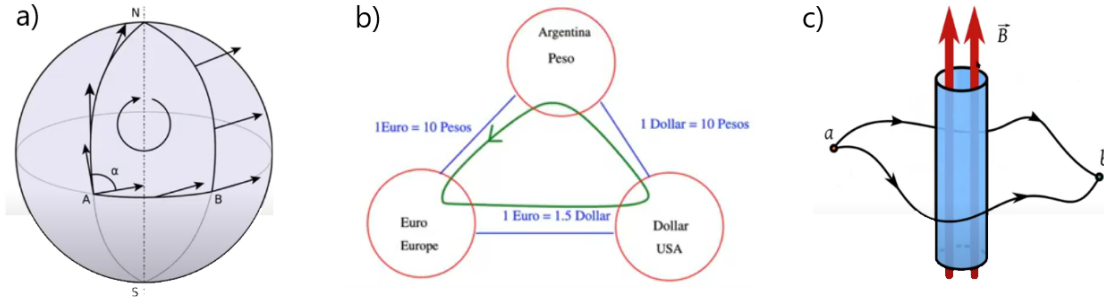 a)
N
α
A
B
S
b)
Argentina
Peso
1Euro = 10 Pesos
1 Dollar = 10 Pesos
1 Euro = 1.5 Dollar
Euro
Europe
Dollar
USA
c)
B⃗
a
b